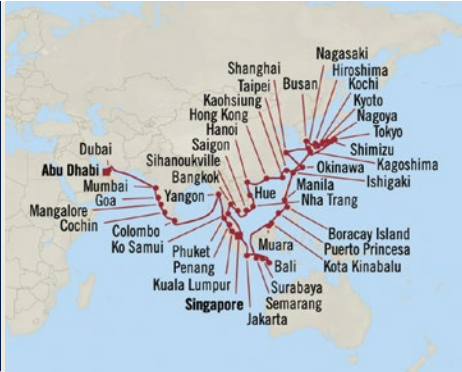 Nagasaki
Hiroshima
Kochi
Kyoto
Nagoya
Tokyo
Shimizu
Kagoshima
Ishigaki
Okinawa
Busan
Shanghai
Taipei
Kaohsiung
Hong Kong
Hanoi
Saigon
Sihanoukville
Bangkok
Yangon
Hue
Manila
Nha Trang
Boracay Island
Puerto Princesa
Kota Kinabalu
Muara
Bali
Surabaya
Semarang
Jakarta
Singapore
Kuala Lumpur
Penang
Phuket
Ko Samui
Colombo
Cochin
Mangalore
Goa
Mumbai
Abu Dhabi
Dubai